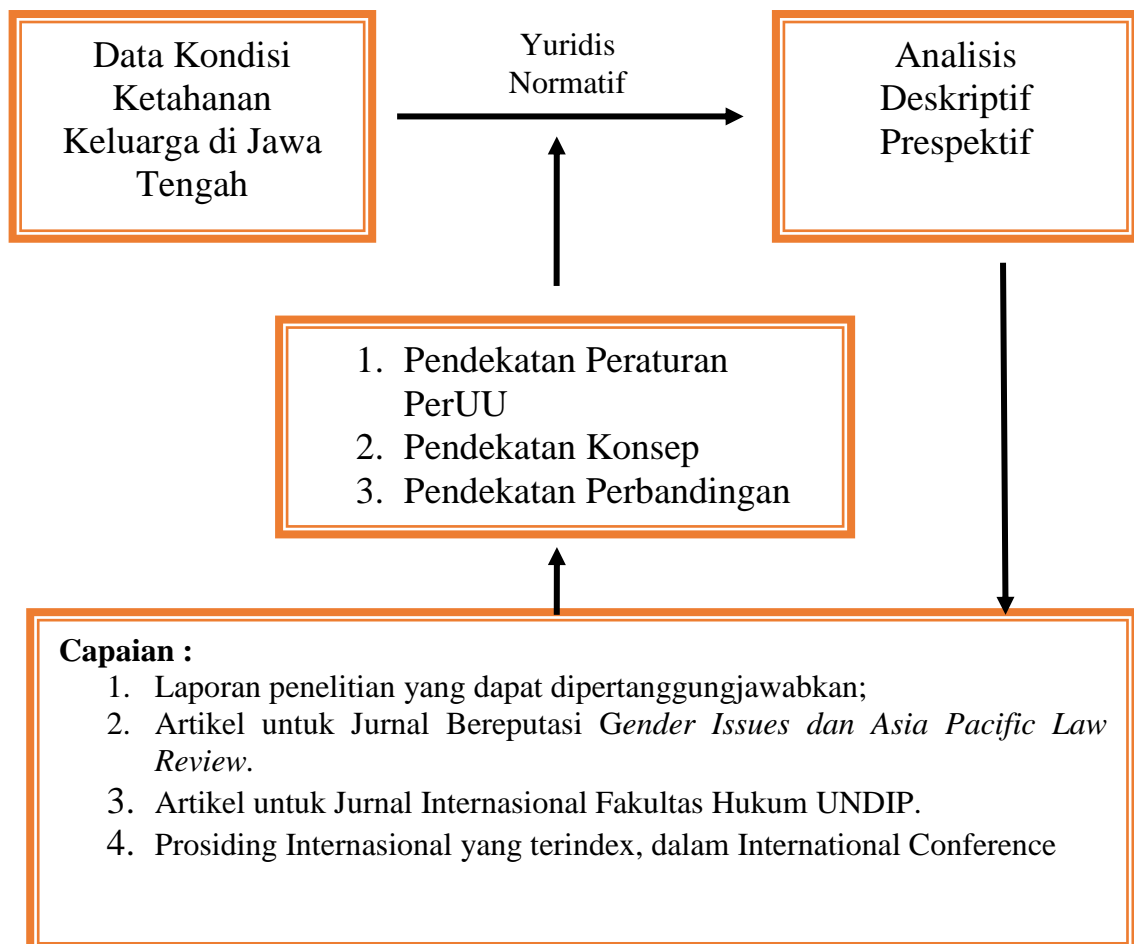 Data Kondisi
Ketahanan
Keluarga di Jawa
Tengah
Yuridis
Normatif
Analisis
Deskriptif
Prespektif
1. Pendekatan Peraturan
PerUU
2. Pendekatan Konsep
3. Pendekatan Perbandingan
Capaian :
1. Laporan penelitian yang dapat dipertanggungjawabkan;
2. Artikel untuk Jurnal Bereputasi Gender Issues dan Asia Pacific Law
Review.
3. Artikel untuk Jurnal Internasional Fakultas Hukum UNDIP.
4. Prosiding Internasional yang terindex, dalam International Conference